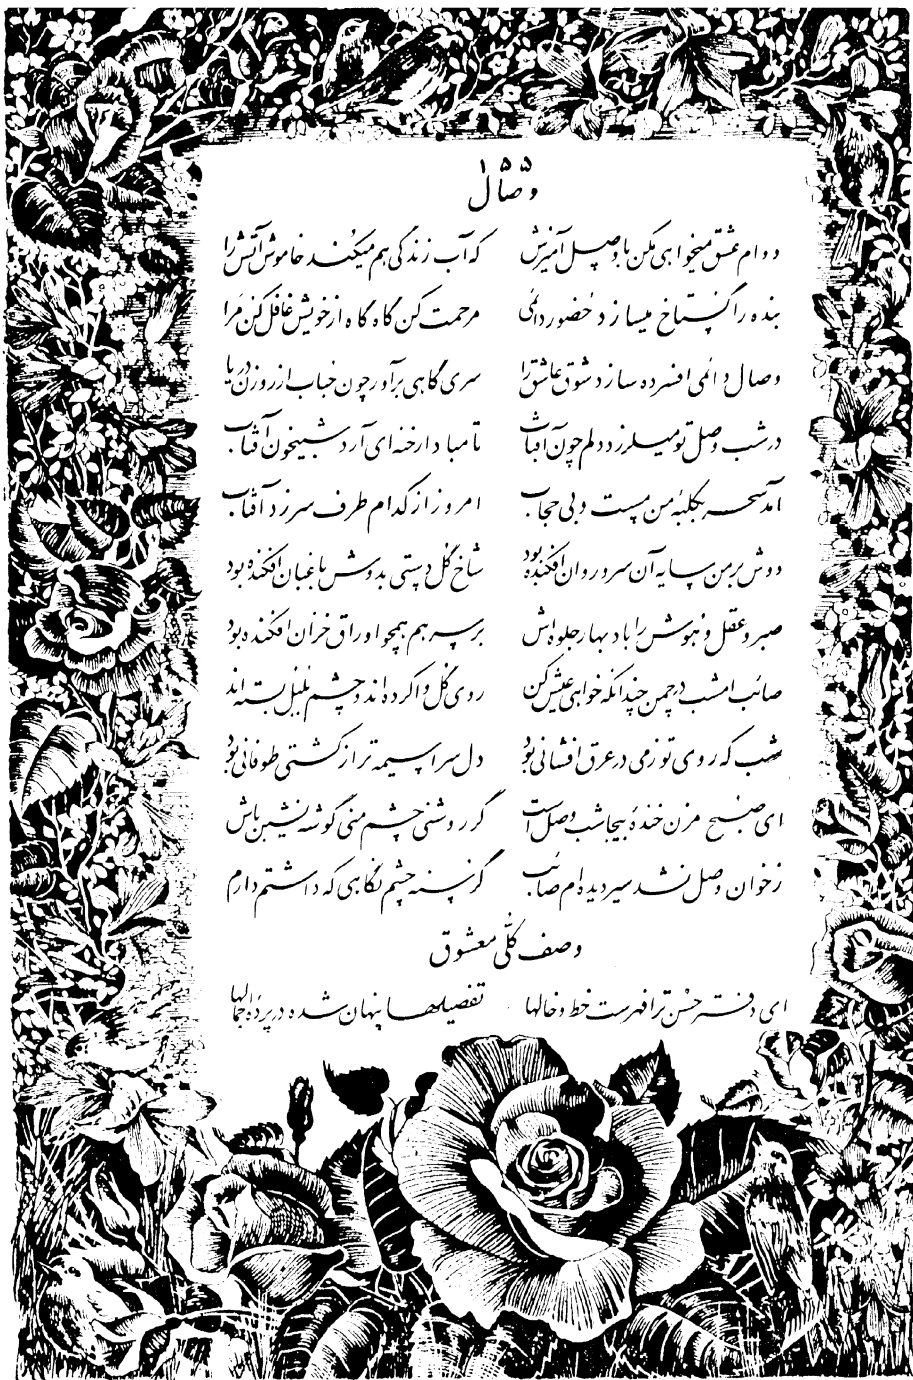 ۱۵۵
وصال
دوام عشق میخواهی مکن با وصل آمیزش که آب زندگی هم میکند خاموش آتش را
بنده را گستاخ میسازد حضور دائمی مرحمت کن گاه گاه از خویش غافل کن مرا
وصال دائمی افسرده سازد شوق عاشق را سری گاهی برآور چون حباب از روزن دریا
در شب وصل تو میلرزد دلم چون آفتاب تا مبادا رخنه‌ای آرد شبیخون آفتاب
آمد سحر بکلبهٔ من مست و بی حجاب امروز از کدام طرف سر زد آفتاب
دوش بر من سایه آن سرو روان افکنده بود شاخ گل دستی بدوش باغبان افکنده بود
صبر و عقل و هوش را باد بهار جلوه‌اش بر سر هم همچو اوراق خزان افکنده بود
صائب امشب در چمن چندانکه خواهی عیش کن روی گل وا کرده‌اند و چشم بلبل بسته‌اند
شب که روی تو ز می در عرق افشانی بود دل سراسیمه تر از کشتی طوفانی بود
ای صبح مزن خندهٔ بیجا شب وصل است گر روشنی چشم منی گوشه نشین باش
ز خوان وصل نشد سیر دیده‌ام صائب گرسنه چشم نگاهی که داشتم دارم
وصف کلّی معشوق
ای دفتر حسن ترا فهرست خط و خالها تفصیلها پنهان شده در پردهٔ اجمالها